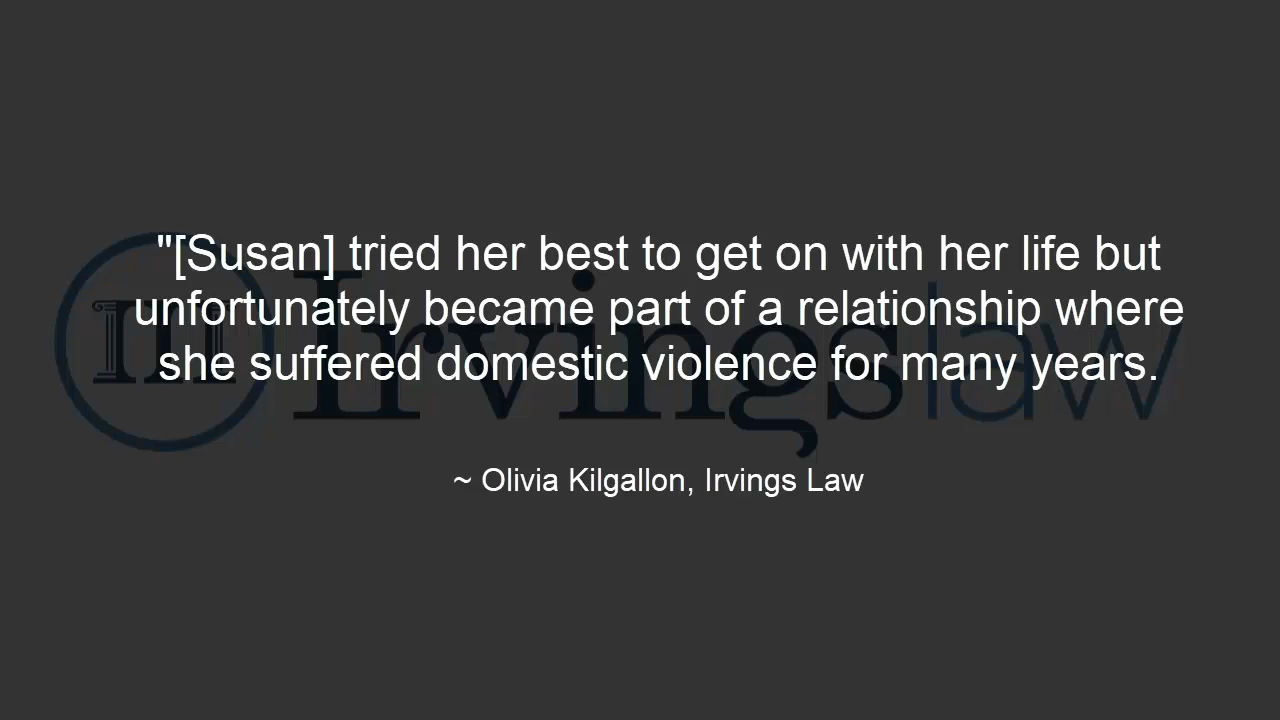 "[Susan] tried her best to get on with her life but
unfortunately became part of a relationship where
she suffered domestic violence for many years.
Irvingslaw
~ Olivia Kilgallon, Irvings Law